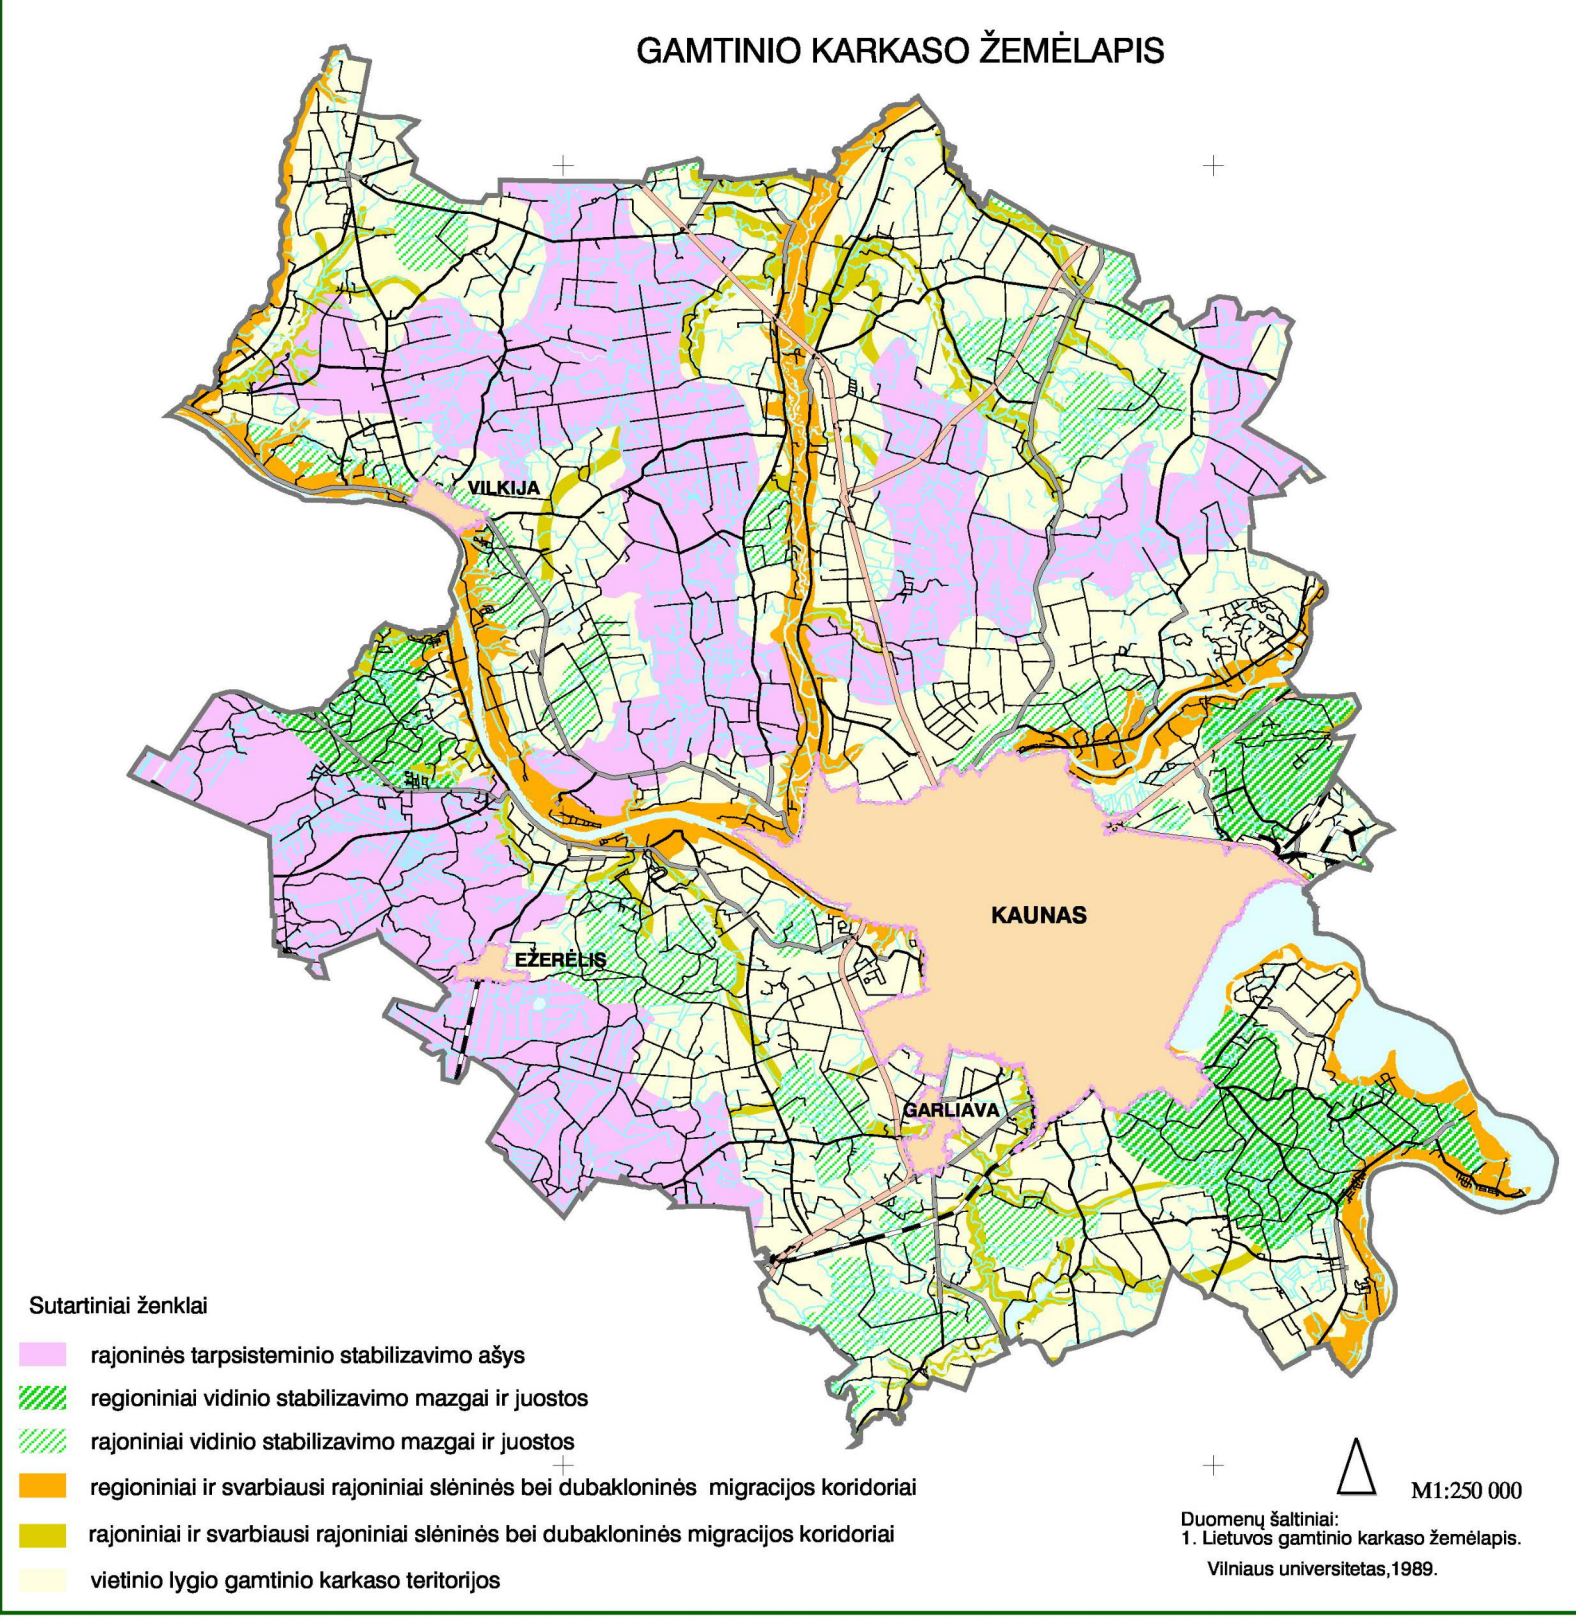 GAMTINIO KARKASO ŽEMĖLAPIS
VILKIJA
KAUNAS
EŽERĖLIS
GARLIAVA
Sutartiniai ženklai
rajoninės tarpsisteminio stabilizavimo ašys
regioniniai vidinio stabilizavimo mazgai ir juostos
rajoniniai vidinio stabilizavimo mazgai ir juostos
regioniniai ir svarbiausi rajoniniai slėninės bei dubakloninės migracijos koridoriai
rajoniniai ir svarbiausi rajoniniai slėninės bei dubakloninės migracijos koridoriai
vietinio lygio gamtinio karkaso teritorijos
M1:250 000
Duomenų šaltiniai:
1. Lietuvos gamtinio karkaso žemėlapis.
Vilniaus universitetas,1989.